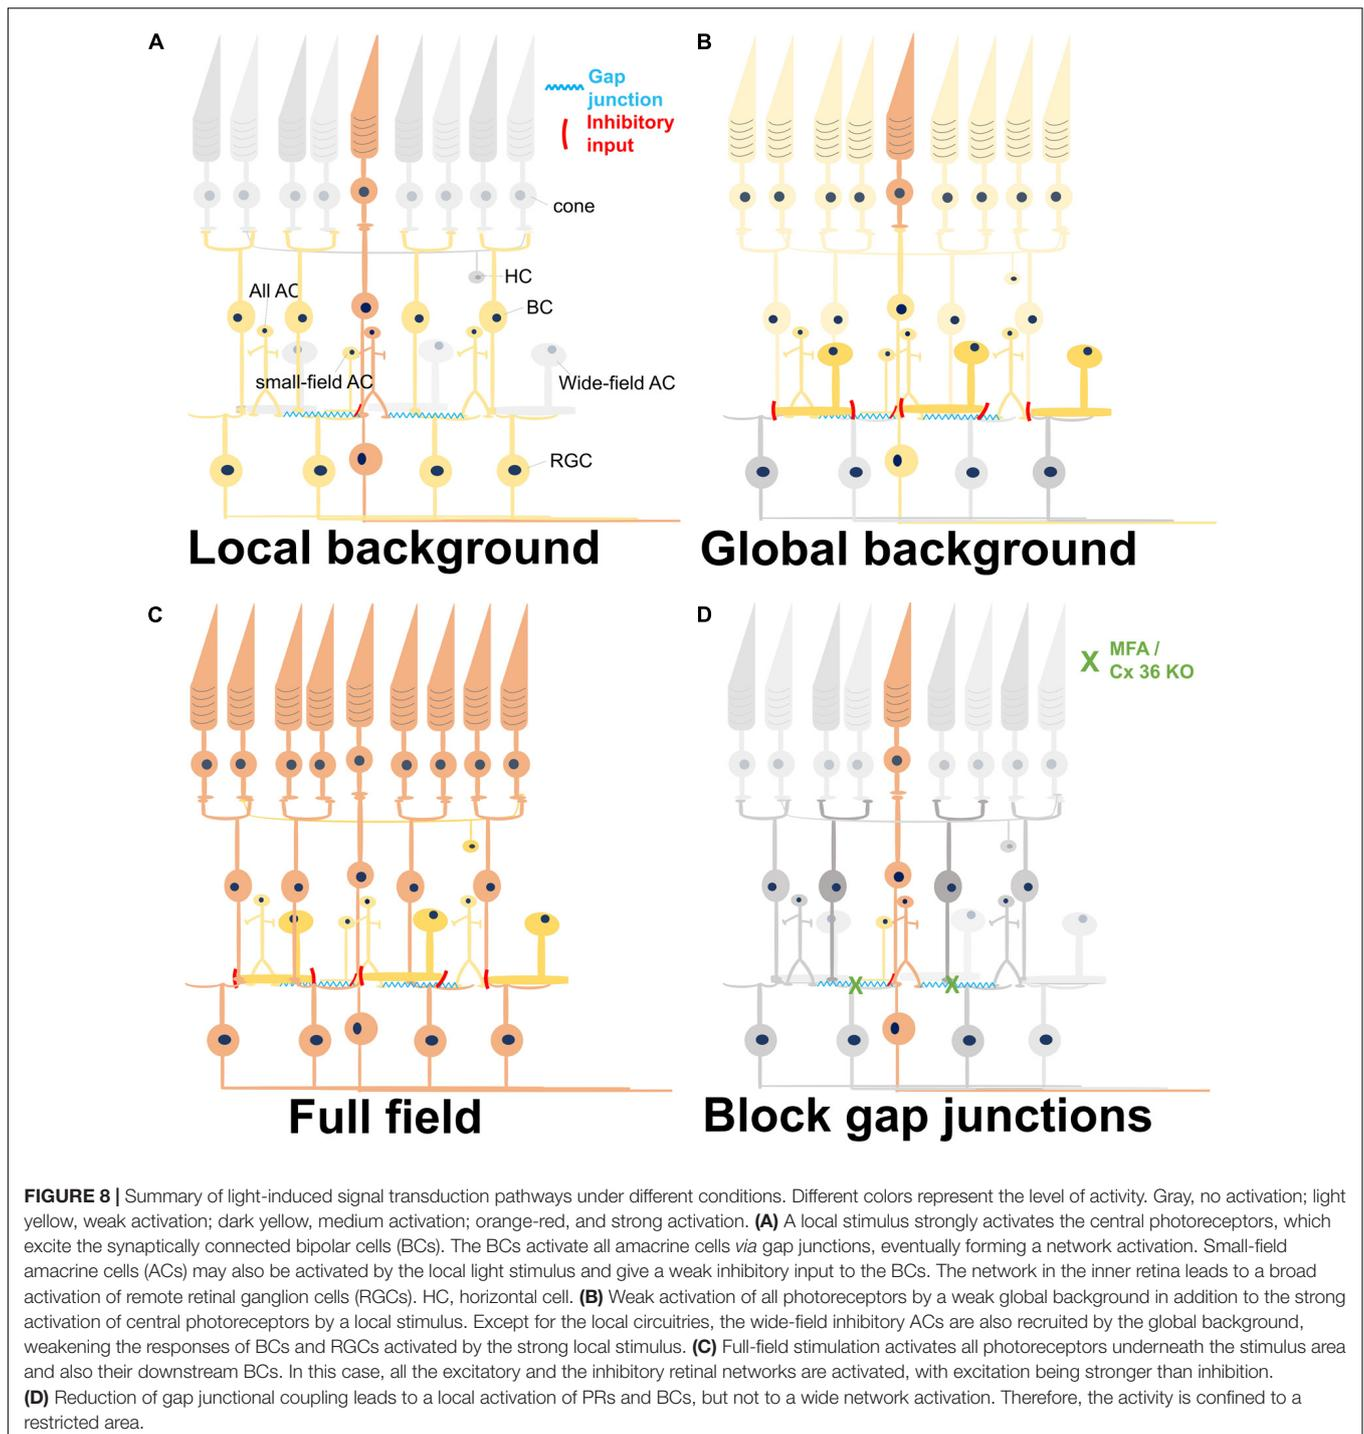 A
Gap
junction
Inhibitory
input
cone
HC
All AC
BC
small-field AC
Wide-field AC
RGC
Local background
B
Global background
C
Full field
D
X MFA /
Cx 36 KO
X
X
Block gap junctions
FIGURE 8 | Summary of light-induced signal transduction pathways under different conditions. Different colors represent the level of activity. Gray, no activation; light
yellow, weak activation; dark yellow, medium activation; orange-red, and strong activation. (A) A local stimulus strongly activates the central photoreceptors, which
excite the synaptically connected bipolar cells (BCs). The BCs activate all amacrine cells via gap junctions, eventually forming a network activation. Small-field
amacrine cells (ACs) may also be activated by the local light stimulus and give a weak inhibitory input to the BCs. The network in the inner retina leads to a broad
activation of remote retinal ganglion cells (RGCs). HC, horizontal cell. (B) Weak activation of all photoreceptors by a weak global background in addition to the strong
activation of central photoreceptors by a local stimulus. Except for the local circuitries, the wide-field inhibitory ACs are also recruited by the global background,
weakening the responses of BCs and RGCs activated by the strong local stimulus. (C) Full-field stimulation activates all photoreceptors underneath the stimulus area
and also their downstream BCs. In this case, all the excitatory and the inhibitory retinal networks are activated, with excitation being stronger than inhibition.
(D) Reduction of gap junctional coupling leads to a local activation of PRs and BCs, but not to a wide network activation. Therefore, the activity is confined to a
restricted area.